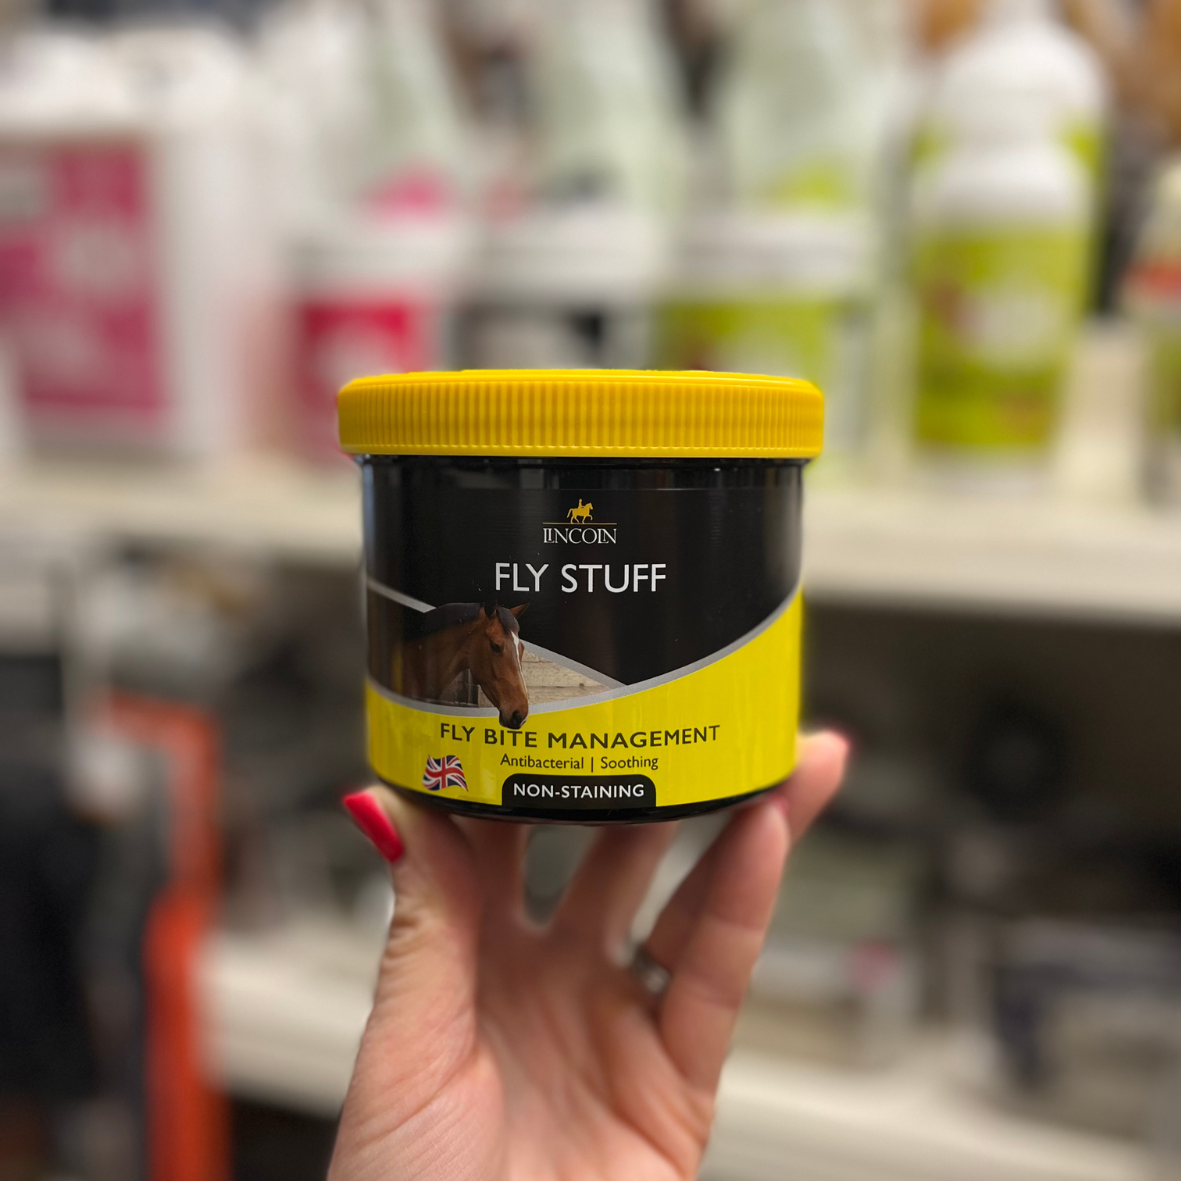 LINCOLN
FLY STUFF
FLY BITE MANAGEMENT
Antibacterial | Soothing
NON-STAINING